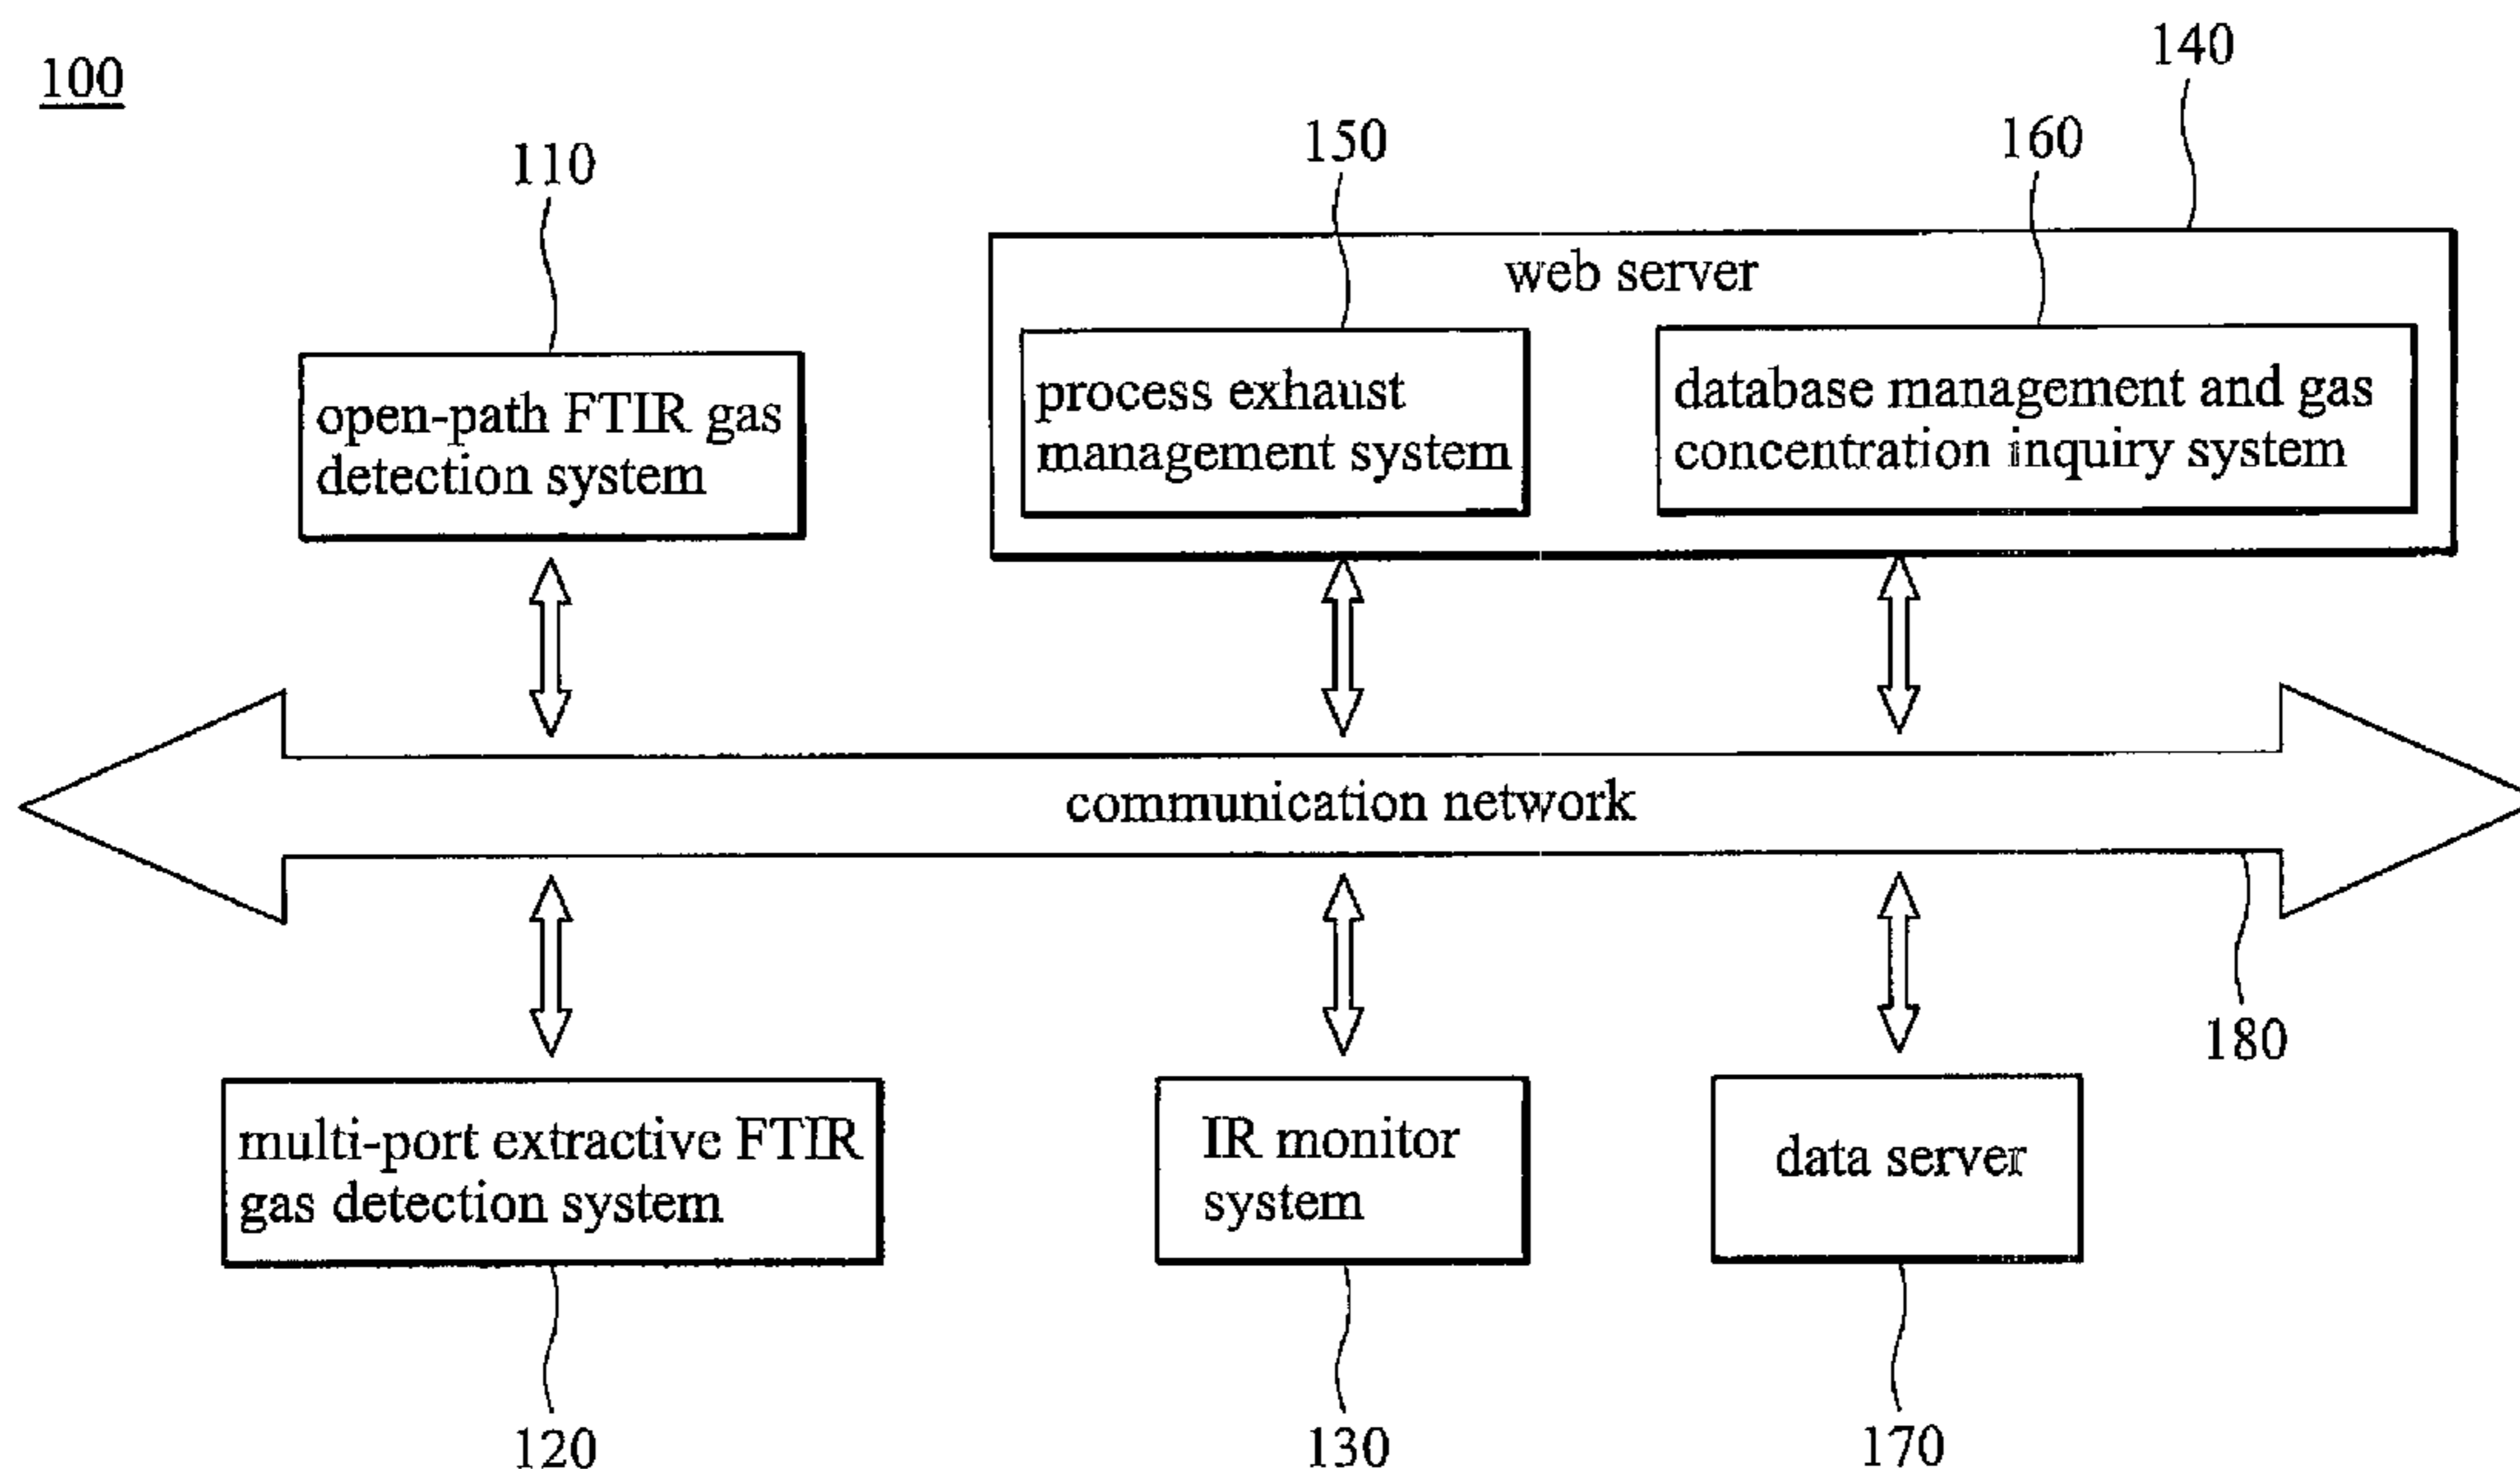 100
140
150
160
110
web server
process exhaust
management system
database management and gas
concentration inquiry system
open-path FTIR gas
detection system
communication network
180
multi-port extractive FTIR
gas detection system
IR monitor
system
data server
120
130
170